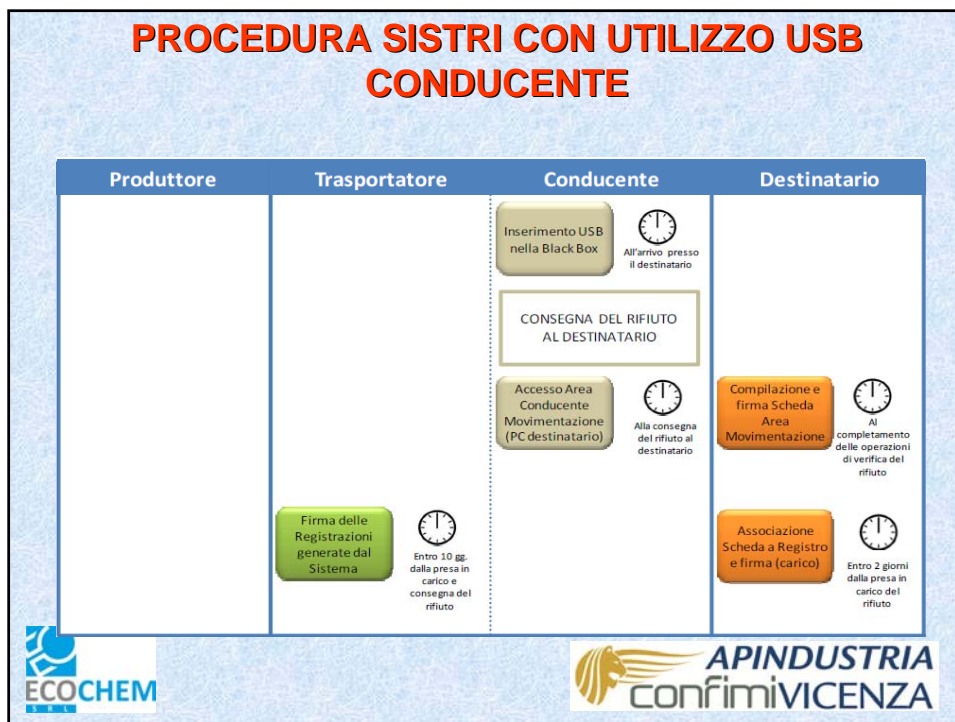 PROCEDURA SISTRI CON UTILIZZO USB
CONDUCENTE
Produttore
Trasportatore
Conducente
Destinatario
Inserimento USB
nella Black Box
All'arrivo presso
il destinatario
CONSEGNA DEL RIFIUTO
AL DESTINATARIO
Accesso Area
Conducente
Movimentazione
(PC destinatario)
Alla consegna
del rifiuto al
destinatario
Compilazione e
firma Scheda
Area
Movimentazione
Al
completamento
delle operazioni
di verifica del
rifiuto
Firma delle
Registrazioni
generate dal
Sistema
Entro 10 gg.
dalla presa in
carico e
consegna del
rifiuto
Associazione
Scheda a Registro
e firma (carico)
Entro 2 giorni
dalla presa in
carico del
rifiuto
ECOCHEM
S R L
APINDUSTRIA
confimi VICENZA